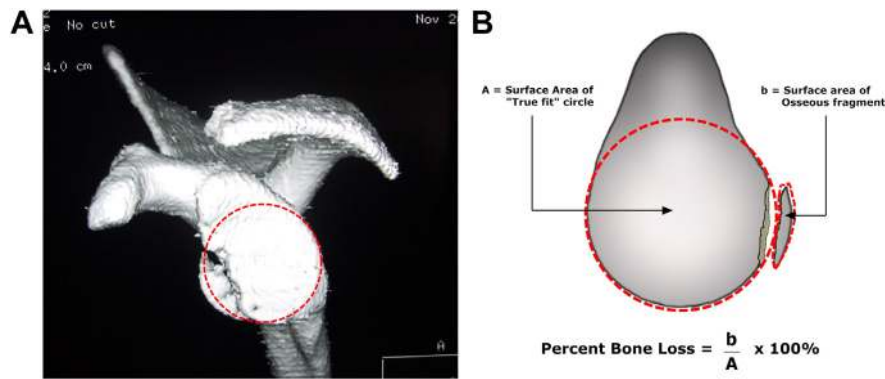 A
No cut
Nov 2
4.0 cm
A
B
A = Surface Area of
"True fit" circle
b = Surface area of
Osseous fragment
Percent Bone Loss = b/A x 100%